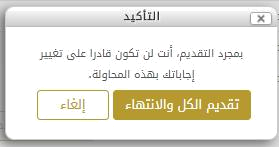 التأكيد
بمجرد التقديم، أنت لن تكون قادرا على تغيير
إجاباتك بهذه المحاولة.
تقديم الكل والانتهاء
إلغاء